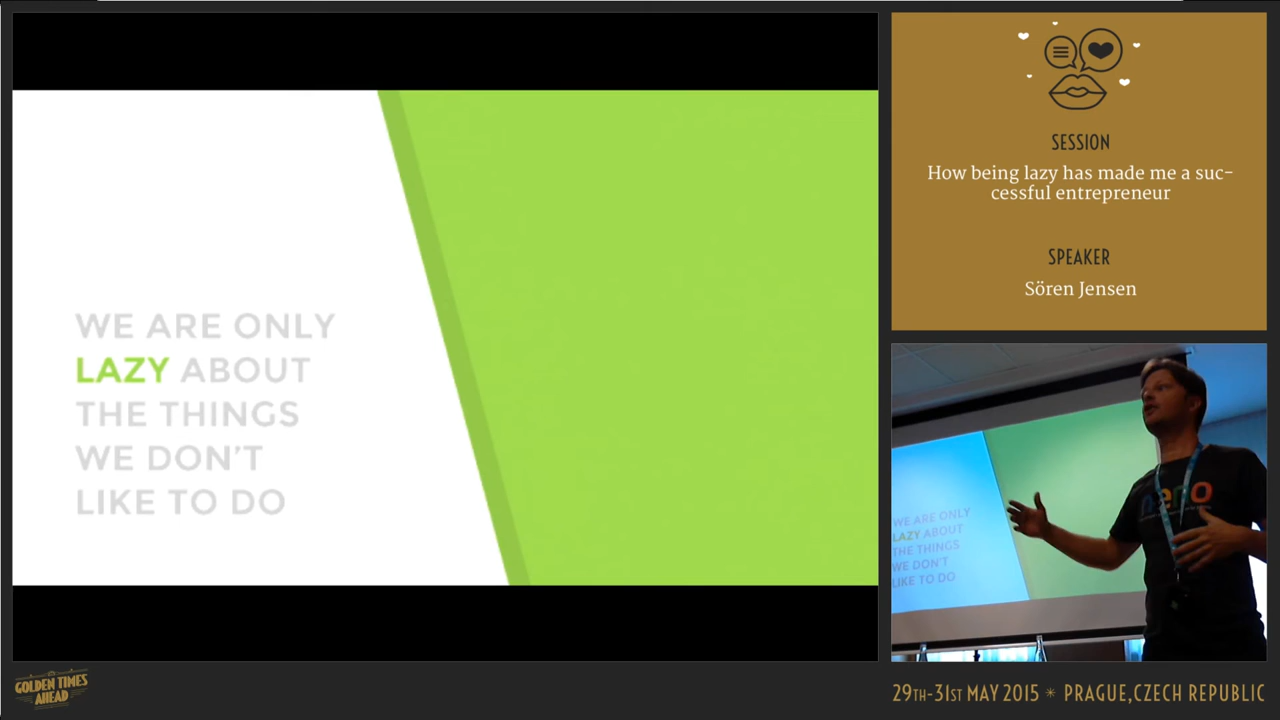 WE ARE ONLY
LAZY ABOUT
THE THINGS
WE DON'T
LIKE TO DO
SESSION
How being lazy has made me a suc-
cessful entrepreneur
SPEAKER
Sören Jensen
WE ARE ONLY
LAZY ABOUT
THE THINGS
WE DON'T
LIKE TO DO
GOLDEN TIMES
AHEAD
29TH-31ST MAY 2015 * PRAGUE,CZECH REPUBLIC